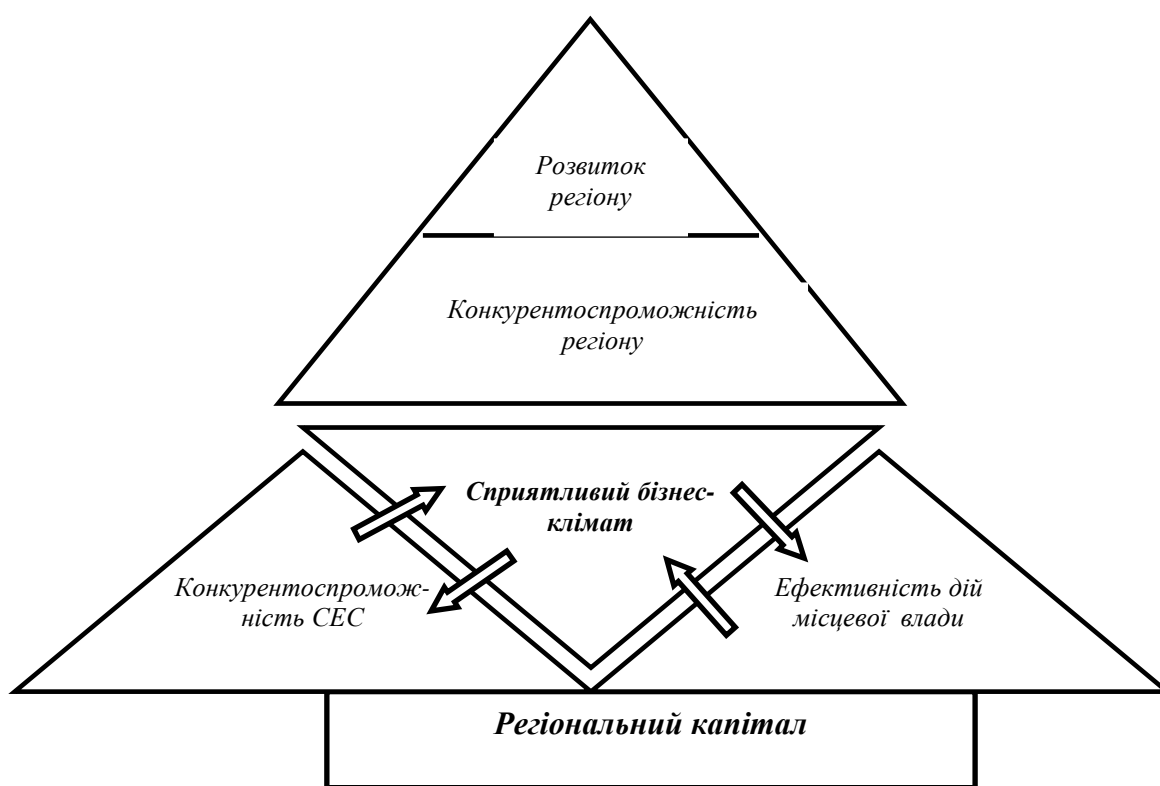 Розвиток
регіону
Конкурентоспроможність
регіону
Сприятливий бізнес-
клімат
Конкурентоспромож-
ність СЕС
Ефективність дій
місцевої влади
Регіональний капітал